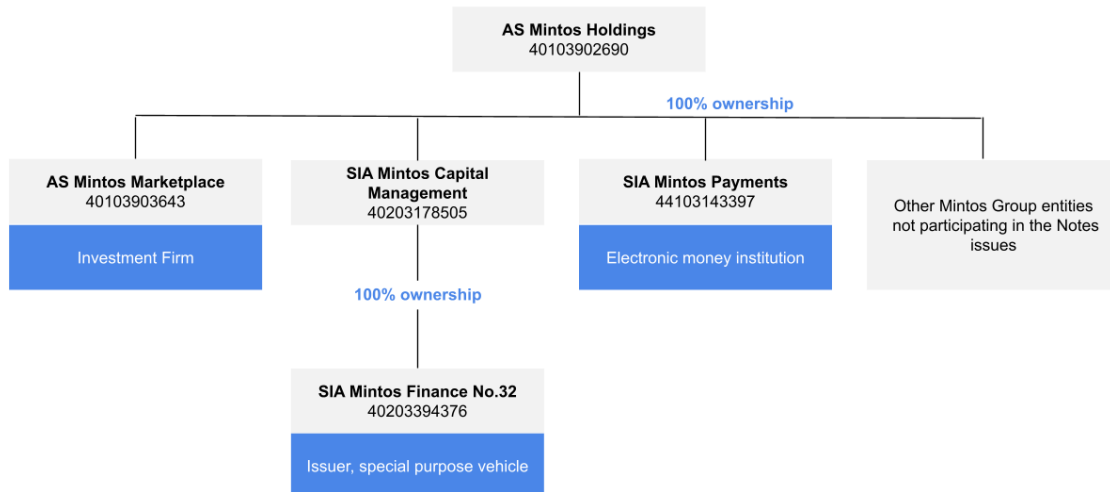 AS Mintos Holdings
40103902690
100% ownership
AS Mintos Marketplace
40103903643
Investment Firm
SIA Mintos Capital
Management
40203178505
SIA Mintos Payments
44103143397
Electronic money institution
Other Mintos Group entities
not participating in the Notes
issues
100% ownership
SIA Mintos Finance No.32
40203394376
Issuer, special purpose vehicle